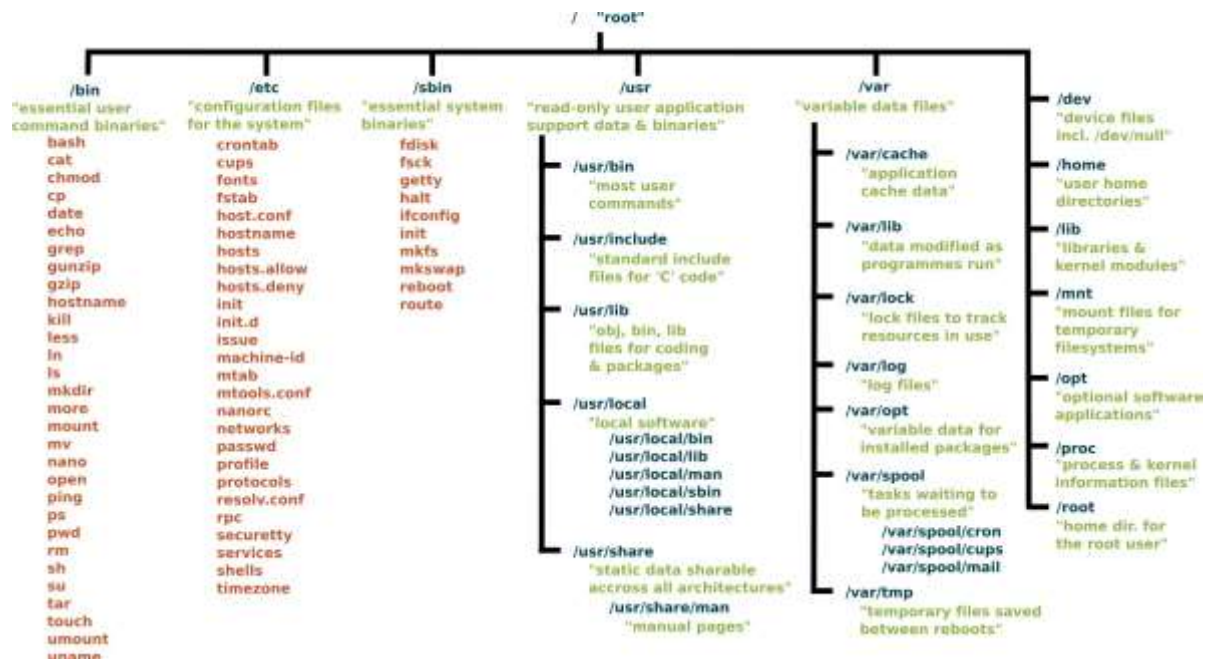 / "root"
/bin
"essential user
command binaries"
bash
cat
chmod
cp
date
echo
grep
gunzip
gzip
hostname
kill
less
ln
ls
mkdir
more
mount
mv
nano
open
ping
ps
pwd
rm
sh
su
tar
touch
umount
uname
/etc
"configuration files
for the system"
crontab
cups
fonts
fstab
host.conf
hostname
hosts
hosts.allow
hosts.deny
init
init.d
issue
machine-id
mtab
mtools.conf
nanorc
networks
passwd
profile
protocols
resolv.conf
rpc
securetty
services
shells
timezone
/sbin
"essential system
binaries"
fdisk
fsck
getty
halt
ifconfig
init
mkfs
mkswap
reboot
route
/usr
"read-only user application
support data & binaries"
/usr/bin
"most user
commands"
/usr/include
"standard include
files for 'C' code"
/usr/lib
"obj, bin, lib
files for coding
& packages"
/usr/local
"local software"
/usr/local/bin
/usr/local/lib
/usr/local/man
/usr/local/sbin
/usr/local/share
/usr/share
"static data sharable
accross all architectures"
/usr/share/man
"manual pages"
/var
"variable data files"
/var/cache
"application
cache data"
/var/lib
"data modified as
programmes run"
/var/lock
"lock files to track
resources in use"
/var/log
"log files"
/var/opt
"variable data for
installed packages"
/var/spool
"tasks waiting to
be processed"
/var/spool/cron
/var/spool/cups
/var/spool/mail
/var/tmp
"temporary files saved
between reboots"
/dev
"device files
incl. /dev/null"
/home
"user home
directories"
/lib
"libraries &
kernel modules"
/mnt
"mount files for
temporary
filesystems"
/opt
"optional software
applications"
/proc
"process & kernel
information files"
/root
"home dir. for
the root user"